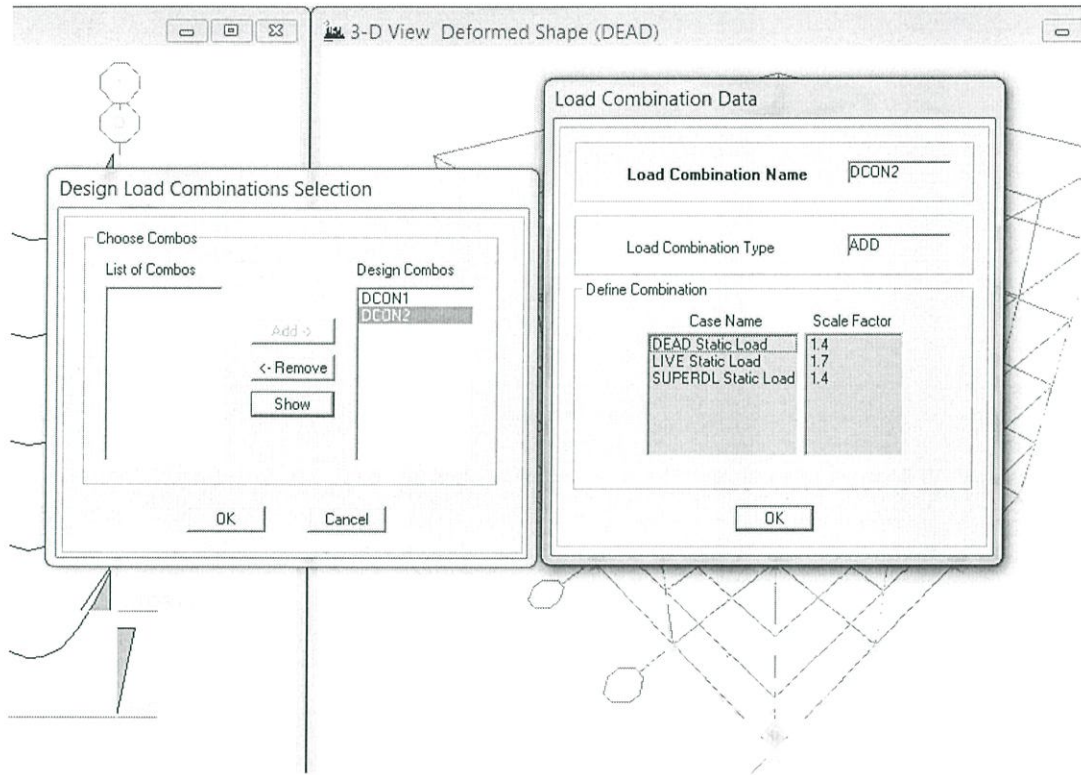 3-D View Deformed Shape (DEAD)
Design Load Combinations Selection
Choose Combos
List of Combos
Design Combos
DCON1
DCON2
Add ->
<- Remove
Show
OK
Cancel
Load Combination Data
Load Combination Name
DCON2
Load Combination Type
ADD
Define Combination
Case Name
Scale Factor
DEAD Static Load
1.4
LIVE Static Load
1.7
SUPERDL Static Load
1.4
OK